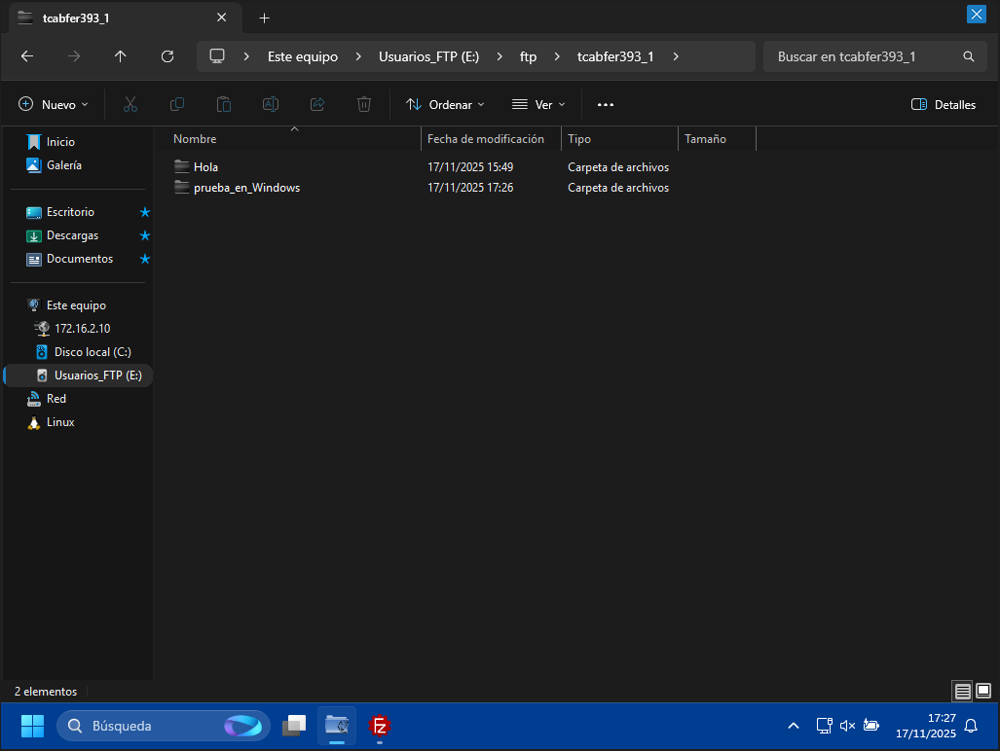 tcabfer393_1
Este equipo
Usuarios_FTP (E:)
ftp
tcabfer393_1
Buscar en tcabfer393_1
Nuevo
Ordenar
Ver
Detalles
Inicio
Galería
Escritorio
Descargas
Documentos
Este equipo
172.16.2.10
Disco local (C:)
Usuarios_FTP (E:)
Red
Linux
Nombre
Fecha de modificación
Tipo
Tamaño
Hola
17/11/2025 15:49
Carpeta de archivos
prueba_en_Windows
17/11/2025 17:26
Carpeta de archivos
2 elementos
Búsqueda
17:27
17/11/2025